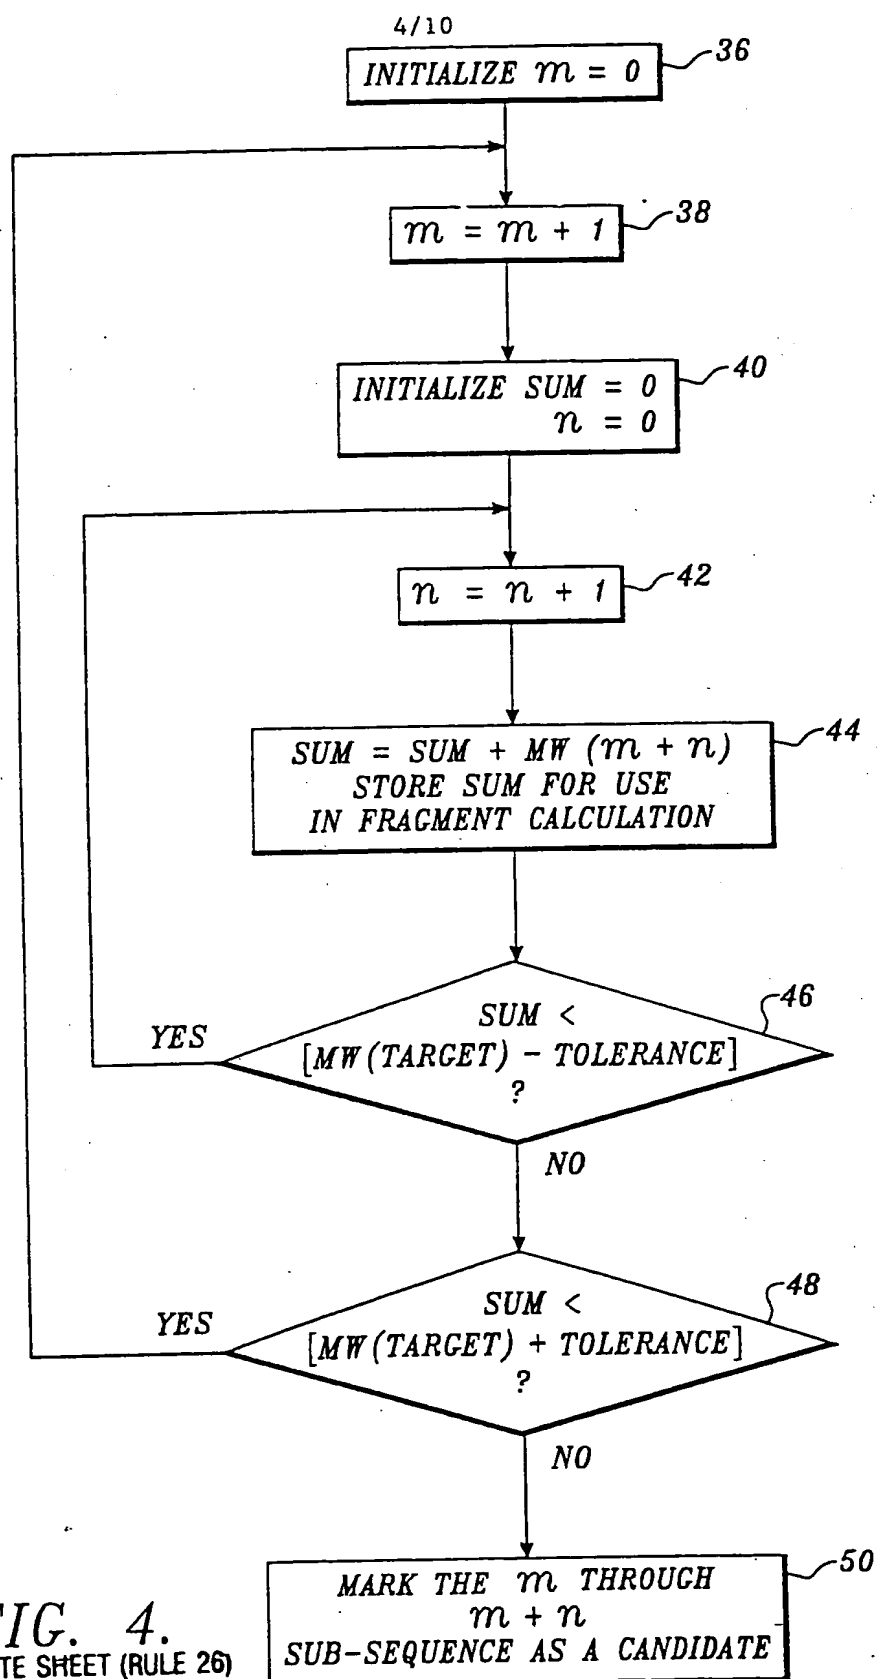 4/10
INITIALIZE m = 0
36
m = m + 1
38
INITIALIZE SUM = 0
n = 0
40
n = n + 1
42
SUM = SUM + MW (m + n)
STORE SUM FOR USE
IN FRAGMENT CALCULATION
44
SUM <
[MW(TARGET) - TOLERANCE]
?
46
YES
NO
SUM <
[MW(TARGET) + TOLERANCE]
?
48
YES
NO
MARK THE m THROUGH
m + n
SUB-SEQUENCE AS A CANDIDATE
50
IG. 4.
TE SHEET (RULE 26)